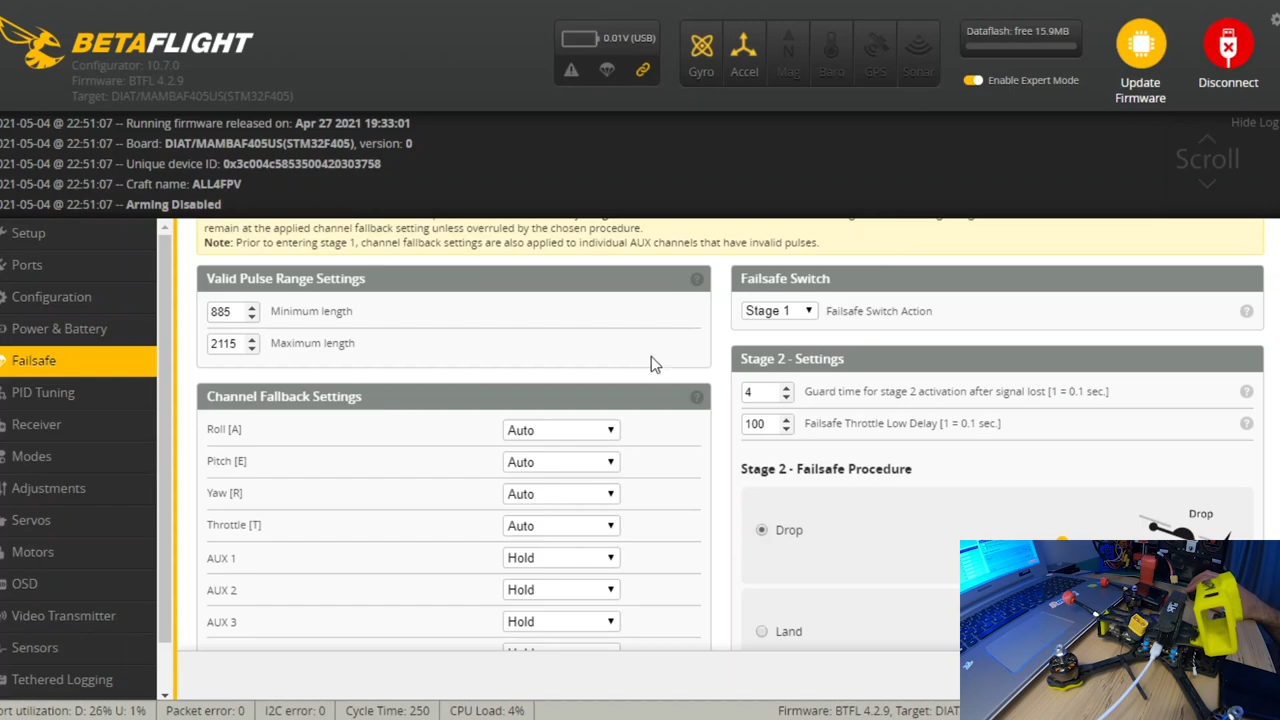 BETAFLIGHT
Configurator: 10.7.0
Firmware: BTFL 4.2.9
Target: DIAT/MAMBAF405US(STM32F405)
0.01V (USB)
Gyro
Accel
Mag
Baro
GPS
Sonar
Dataflash: free 15.9MB
Enable Expert Mode
Update
Firmware
Disconnect
Hide Log
Scroll
021-05-04 @ 22:51:07 -- Running firmware released on: Apr 27 2021 19:33:01
021-05-04 @ 22:51:07 -- Board: DIAT/MAMBAF405US(STM32F405), version: 0
021-05-04 @ 22:51:07 -- Unique device ID: 0x3c004c5853500420303758
021-05-04 @ 22:51:07 -- Craft name: ALL4FPV
021-05-04 @ 22:51:07 -- Arming Disabled
Setup
Ports
Configuration
Power & Battery
Failsafe
PID Tuning
Receiver
Modes
Adjustments
Servos
Motors
OSD
Video Transmitter
Sensors
Tethered Logging
remain at the applied channel fallback setting unless overruled by the chosen procedure.
Note: Prior to entering stage 1, channel fallback settings are also applied to individual AUX channels that have invalid pulses.
Valid Pulse Range Settings
885 Minimum length
2115 Maximum length
Channel Fallback Settings
Roll [A] Auto
Pitch [E] Auto
Yaw [R] Auto
Throttle [T] Auto
AUX 1 Hold
AUX 2 Hold
AUX 3 Hold
Failsafe Switch
Stage 1 Failsafe Switch Action
Stage 2 - Settings
4 Guard time for stage 2 activation after signal lost [1 = 0.1 sec.]
100 Failsafe Throttle Low Delay [1 = 0.1 sec.]
Stage 2 - Failsafe Procedure
Drop
Drop
Land
ort utilization: D: 26% U: 1%
Packet error: 0
I2C error: 0
Cycle Time: 250
CPU Load: 4%
Firmware: BTFL 4.2.9, Target: DIAT